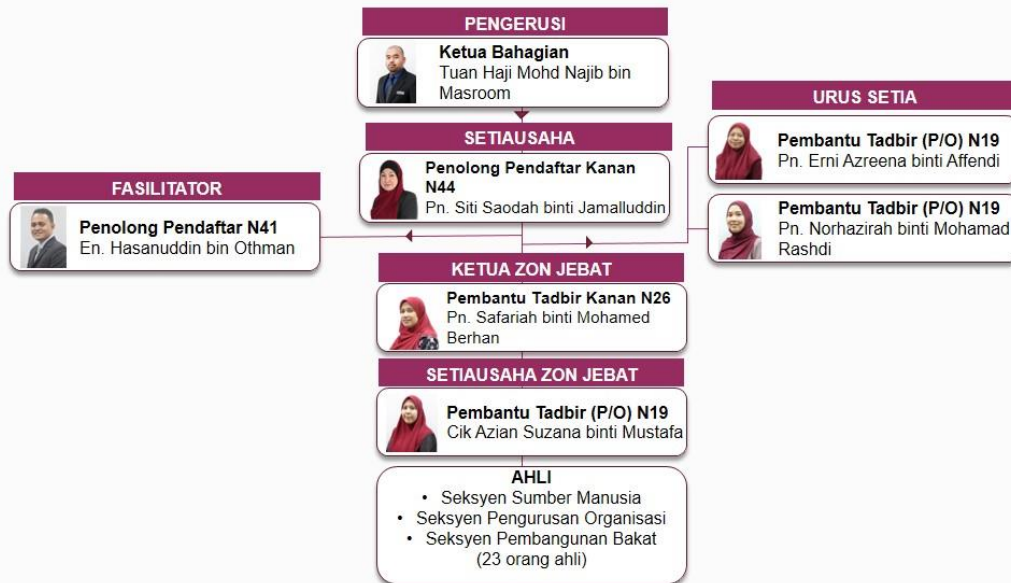 PENGERUSI
Ketua Bahagian
Tuan Haji Mohd Najib bin
Masroom
SETIAUSAHA
Penolong Pendaftar Kanan
N44
Pn. Siti Saodah binti Jamalluddin
URUS SETIA
Pembantu Tadbir (P/O) N19
Pn. Erni Azreena binti Affendi
Pembantu Tadbir (P/O) N19
Pn. Norhazirah binti Mohamad
Rashdi
FASILITATOR
Penolong Pendaftar N41
En. Hasanuddin bin Othman
KETUA ZON JEBAT
Pembantu Tadbir Kanan N26
Pn. Safariah binti Mohamed
Berhan
SETIAUSAHA ZON JEBAT
Pembantu Tadbir (P/O) N19
Cik Azian Suzana binti Mustafa
AHLI
• Seksyen Sumber Manusia
• Seksyen Pengurusan Organisasi
• Seksyen Pembangunan Bakat
(23 orang ahli)